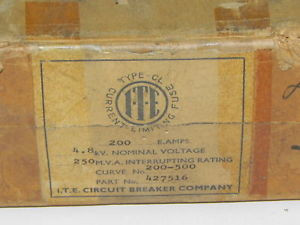 TYPE-CL
CURRENT-LIMITING FUSE
I-T-E
200 E.AMPS
4.8 KV. NOMINAL VOLTAGE
250 M.V.A. INTERRUPTING RATING
CURVE No. 200-500
PART No. 427516
I.T.E. CIRCUIT BREAKER COMPANY